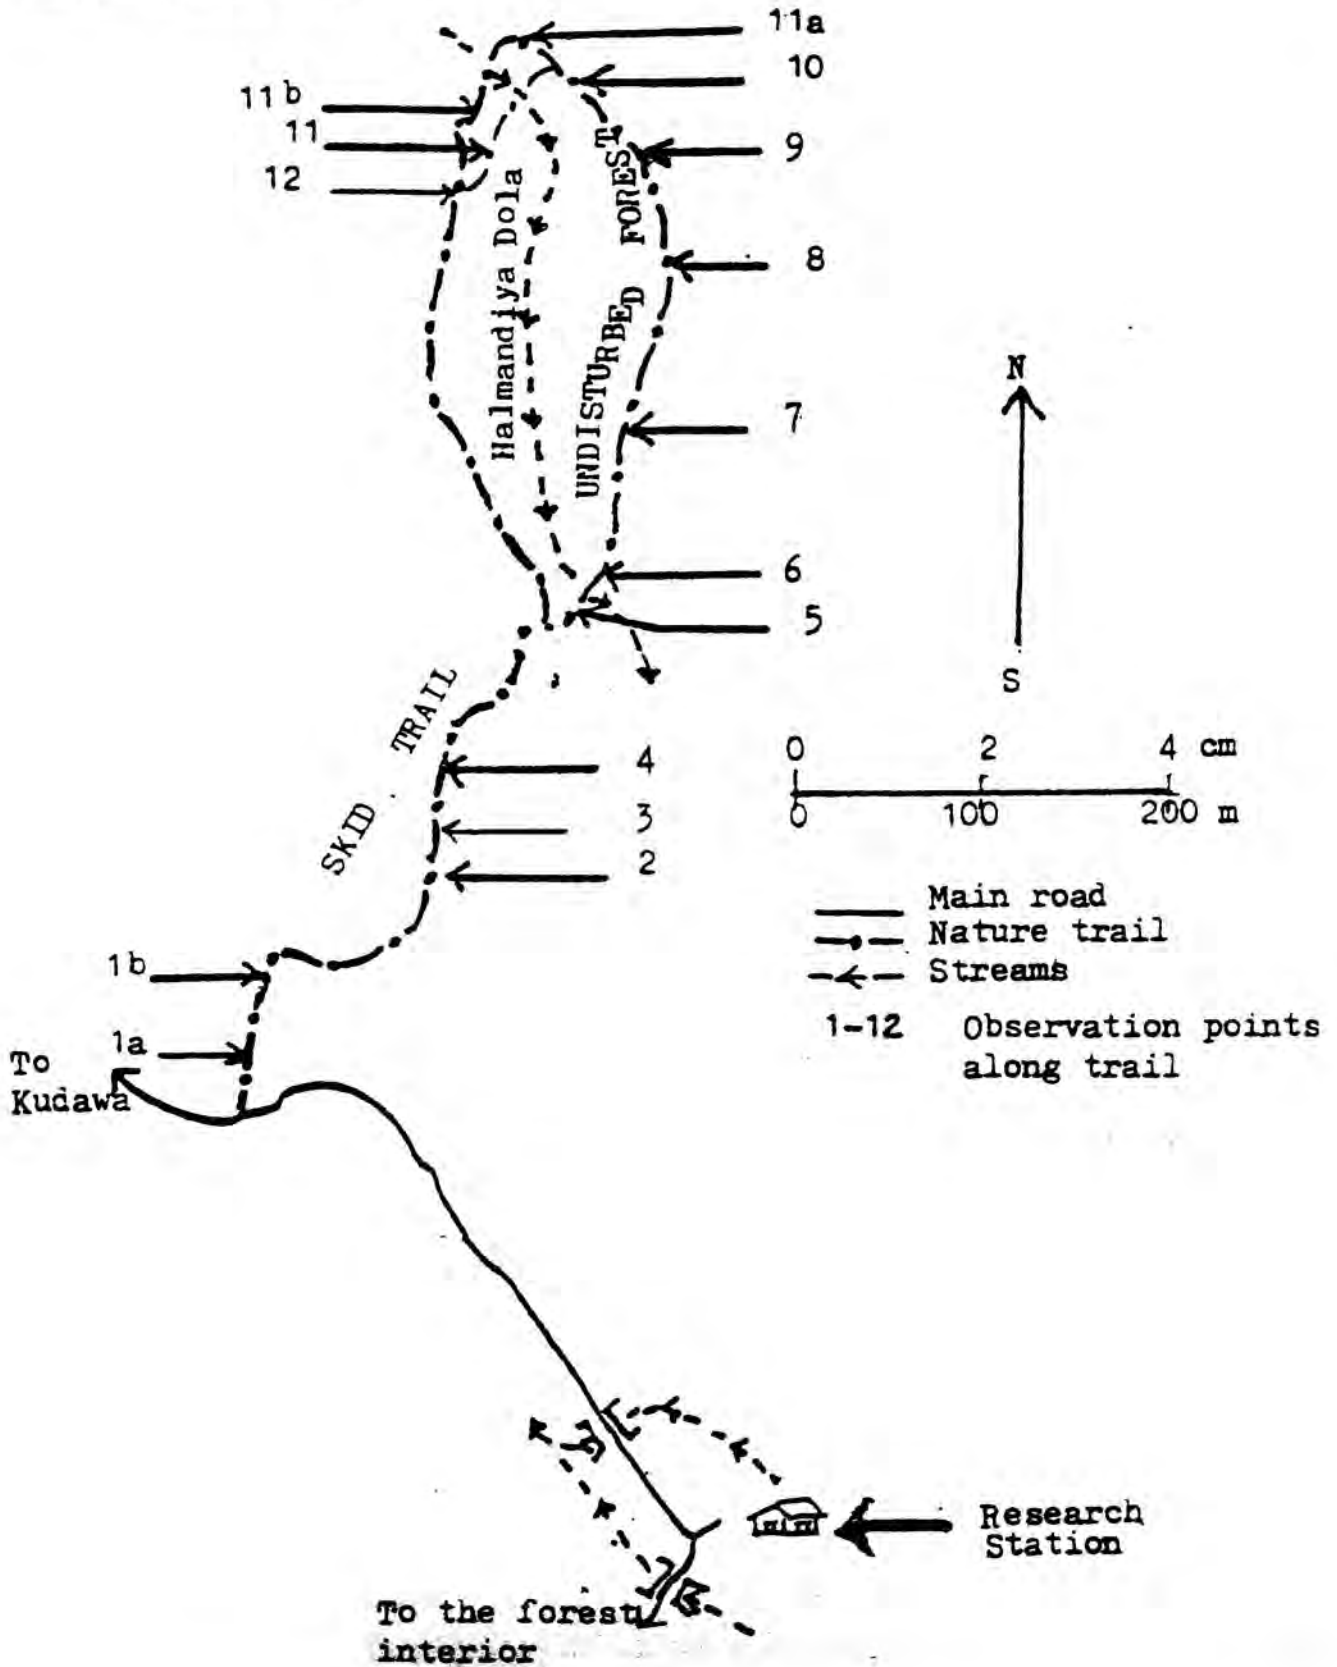 11a
10
11b
11
9
12
Halmandiya Dola
UNDISTURBED FOREST
8
7
N
S
6
5
SKID TRAIL
4
3
2
0 2 4 cm
0 100 200 m
Main road
Nature trail
Streams
1-12 Observation points
along trail
1b
1a
To
Kudawa
Research
Station
To the forest
interior